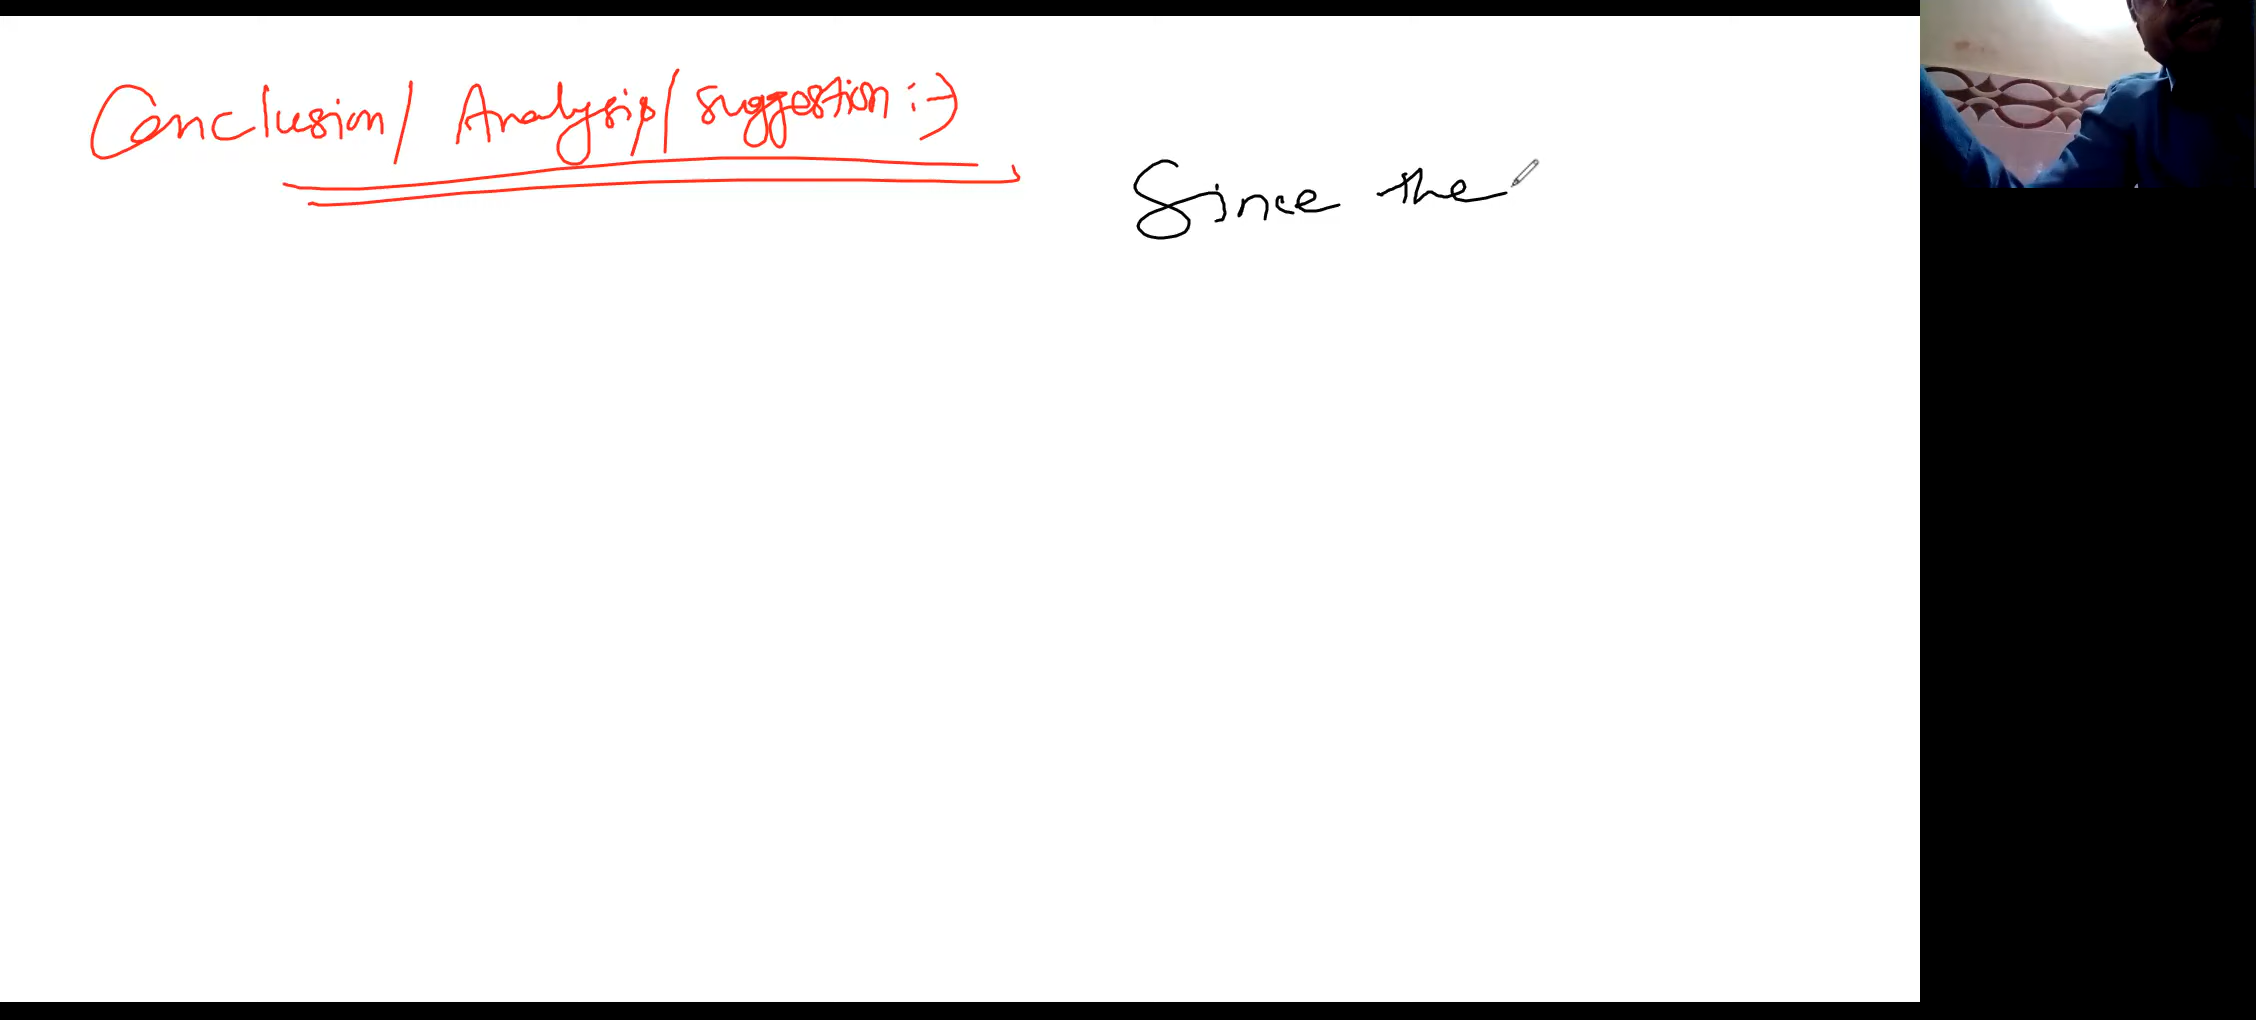 Conclusion/ Analysis/ suggestion :-)
Since the